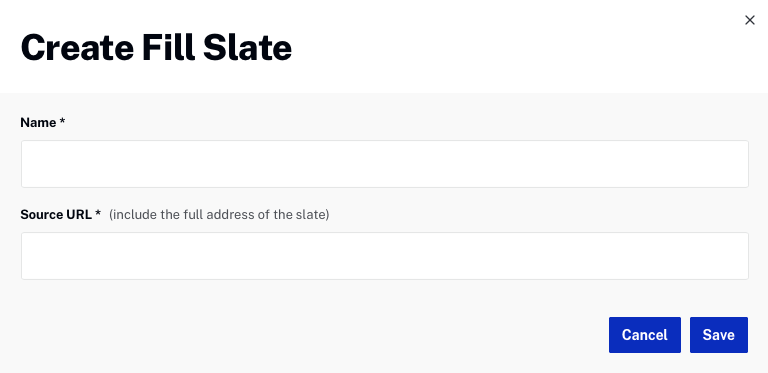 Create Fill Slate
Name *
Source URL * (include the full address of the slate)
Cancel Save